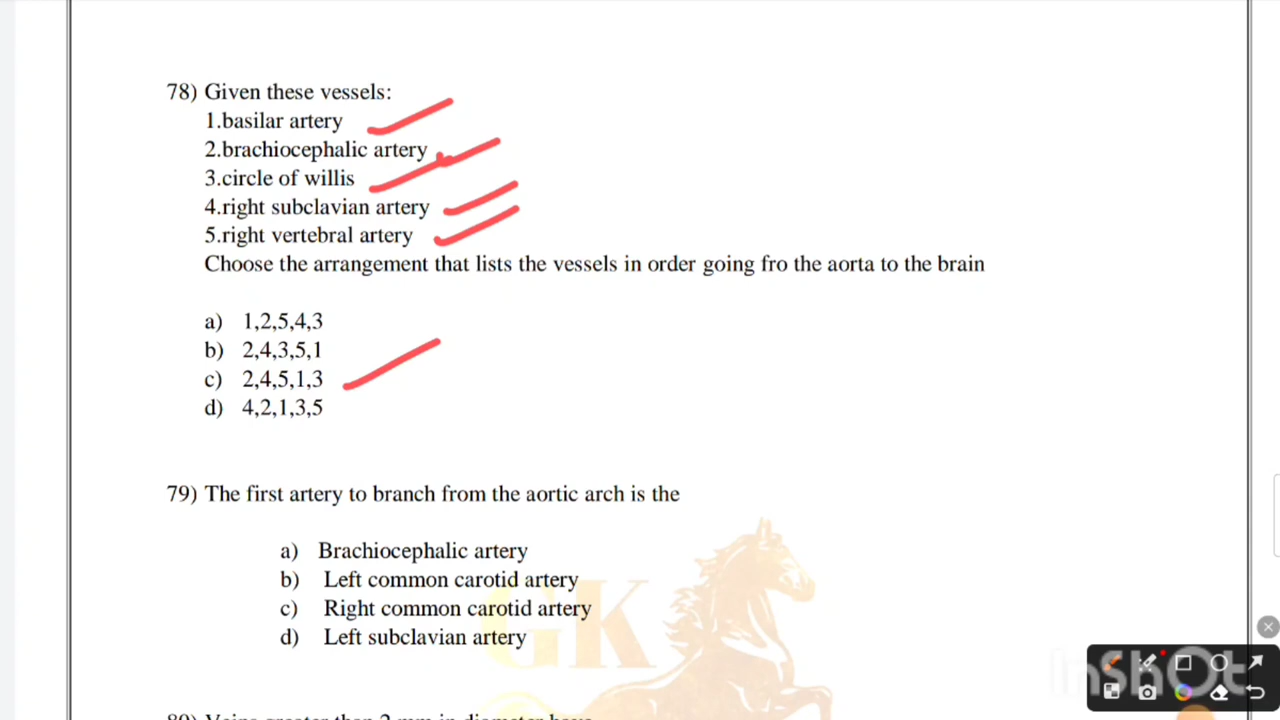 78) Given these vessels:
1.basilar artery
2.brachiocephalic artery
3.circle of willis
4.right subclavian artery
5.right vertebral artery
Choose the arrangement that lists the vessels in order going fro the aorta to the brain
a) 1,2,5,4,3
b) 2,4,3,5,1
c) 2,4,5,1,3
d) 4,2,1,3,5
79) The first artery to branch from the aortic arch is the
a) Brachiocephalic artery
b) Left common carotid artery
c) Right common carotid artery
d) Left subclavian artery
GK
InShOt